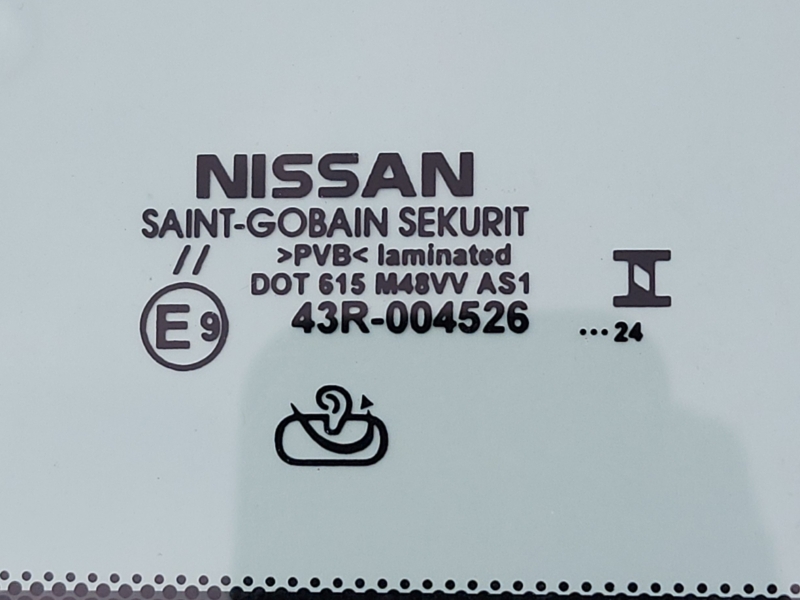 NISSAN
SAINT-GOBAIN SEKURIT
// >PVB< laminated
DOT 615 M48VV AS1
E9 43R-004526
...24